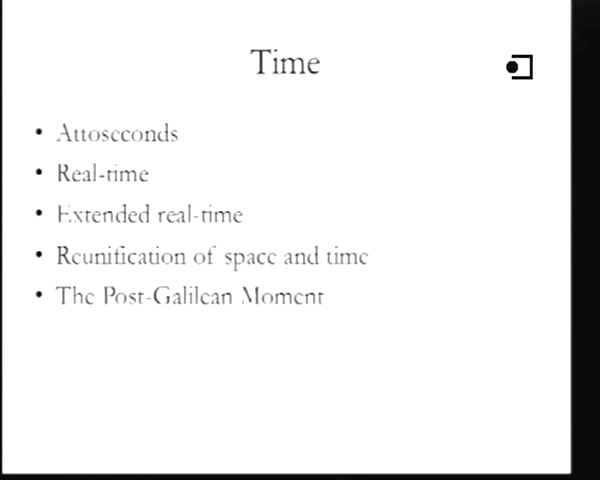 Time
• Attoseconds
• Real-time
• Extended real-time
• Reunification of space and time
• The Post-Galilean Moment